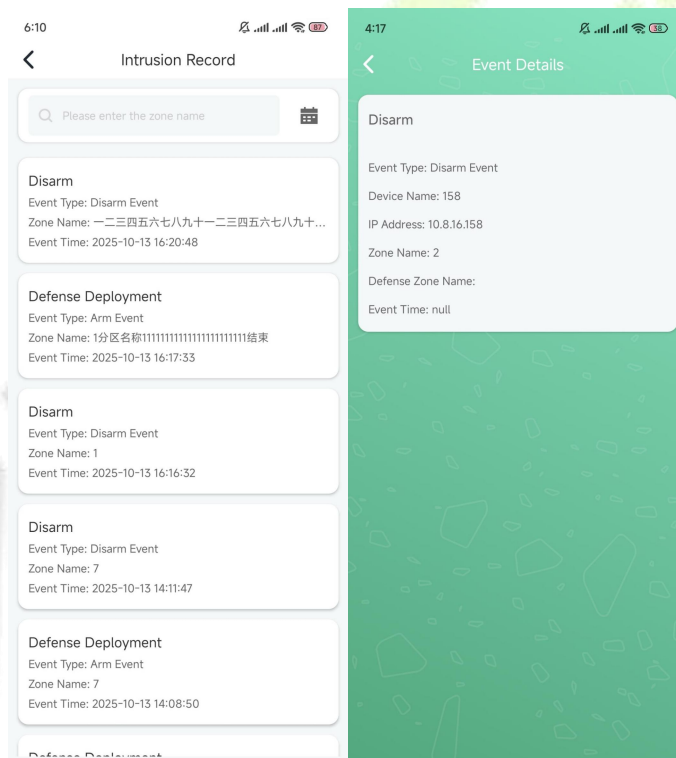 6:10
87
Intrusion Record
Please enter the zone name
Disarm
Event Type: Disarm Event
Zone Name: 一二三四五六七八九十一二三四五六七八九十...
Event Time: 2025-10-13 16:20:48
Defense Deployment
Event Type: Arm Event
Zone Name: 1分区名称11111111111111111111111结束
Event Time: 2025-10-13 16:17:33
Disarm
Event Type: Disarm Event
Zone Name: 1
Event Time: 2025-10-13 16:16:32
Disarm
Event Type: Disarm Event
Zone Name: 7
Event Time: 2025-10-13 14:11:47
Defense Deployment
Event Type: Arm Event
Zone Name: 7
Event Time: 2025-10-13 14:08:50
Defense Deployment
4:17
38
Event Details
Disarm
Event Type: Disarm Event
Device Name: 158
IP Address: 10.8.16.158
Zone Name: 2
Defense Zone Name:
Event Time: null